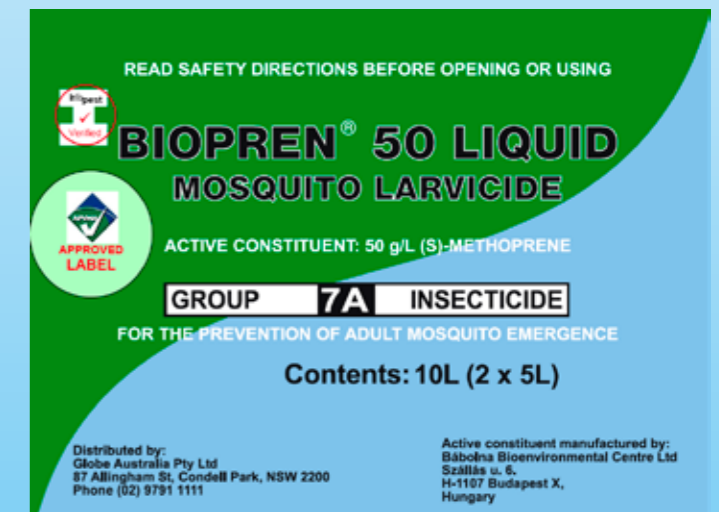 READ SAFETY DIRECTIONS BEFORE OPENING OR USING
Verified
BIOPREN® 50 LIQUID
MOSQUITO LARVICIDE
APVMA
APPROVED
LABEL
ACTIVE CONSTITUENT: 50 g/L (S)-METHOPRENE
GROUP 7A INSECTICIDE
FOR THE PREVENTION OF ADULT MOSQUITO EMERGENCE
Contents: 10L (2 x 5L)
Distributed by:
Globe Australia Pty Ltd
87 Allingham St, Condell Park, NSW 2200
Phone (02) 9791 1111
Active constituent manufactured by:
Bábolna Bioenvironmental Centre Ltd
Szállás u. 6.
H-1107 Budapest X,
Hungary